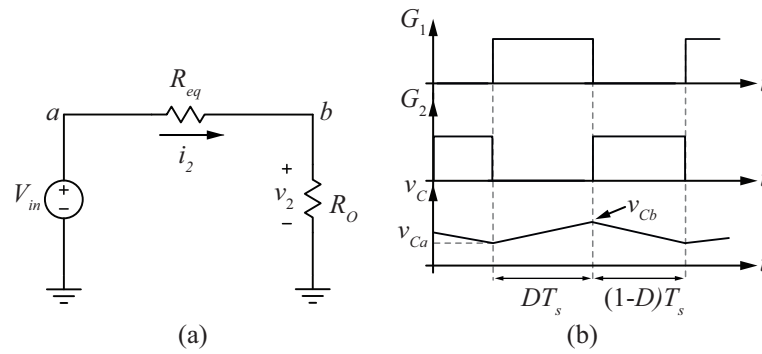 R_eq
a
b
i_2
V_in
+
−
+
v_2
−
R_O
(a)
G_1
G_2
v_C
v_Cb
v_Ca
DT_s
(1-D)T_s
(b)